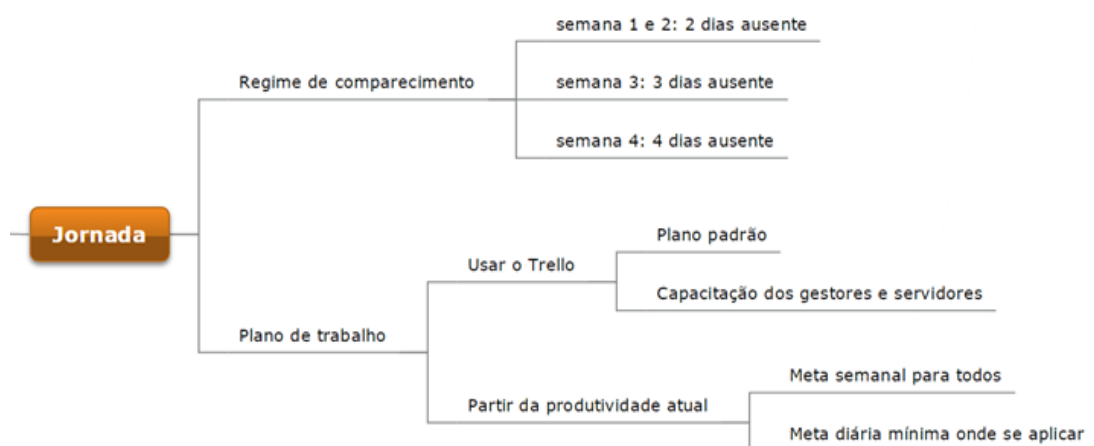 semana 1 e 2: 2 dias ausente
Regime de comparecimento
semana 3: 3 dias ausente
semana 4: 4 dias ausente
Jornada
Plano padrão
Usar o Trello
Capacitação dos gestores e servidores
Plano de trabalho
Meta semanal para todos
Partir da produtividade atual
Meta diária mínima onde se aplicar